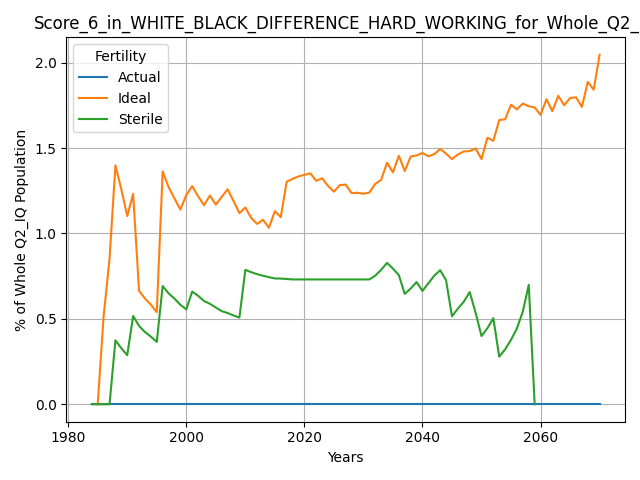 Score_6_in_WHITE_BLACK_DIFFERENCE_HARD_WORKING_for_Whole_Q2_
Fertility
Actual
Ideal
Sterile
2.0
1.5
1.0
0.5
0.0
% of Whole Q2_IQ Population
1980
2000
2020
2040
2060
Years